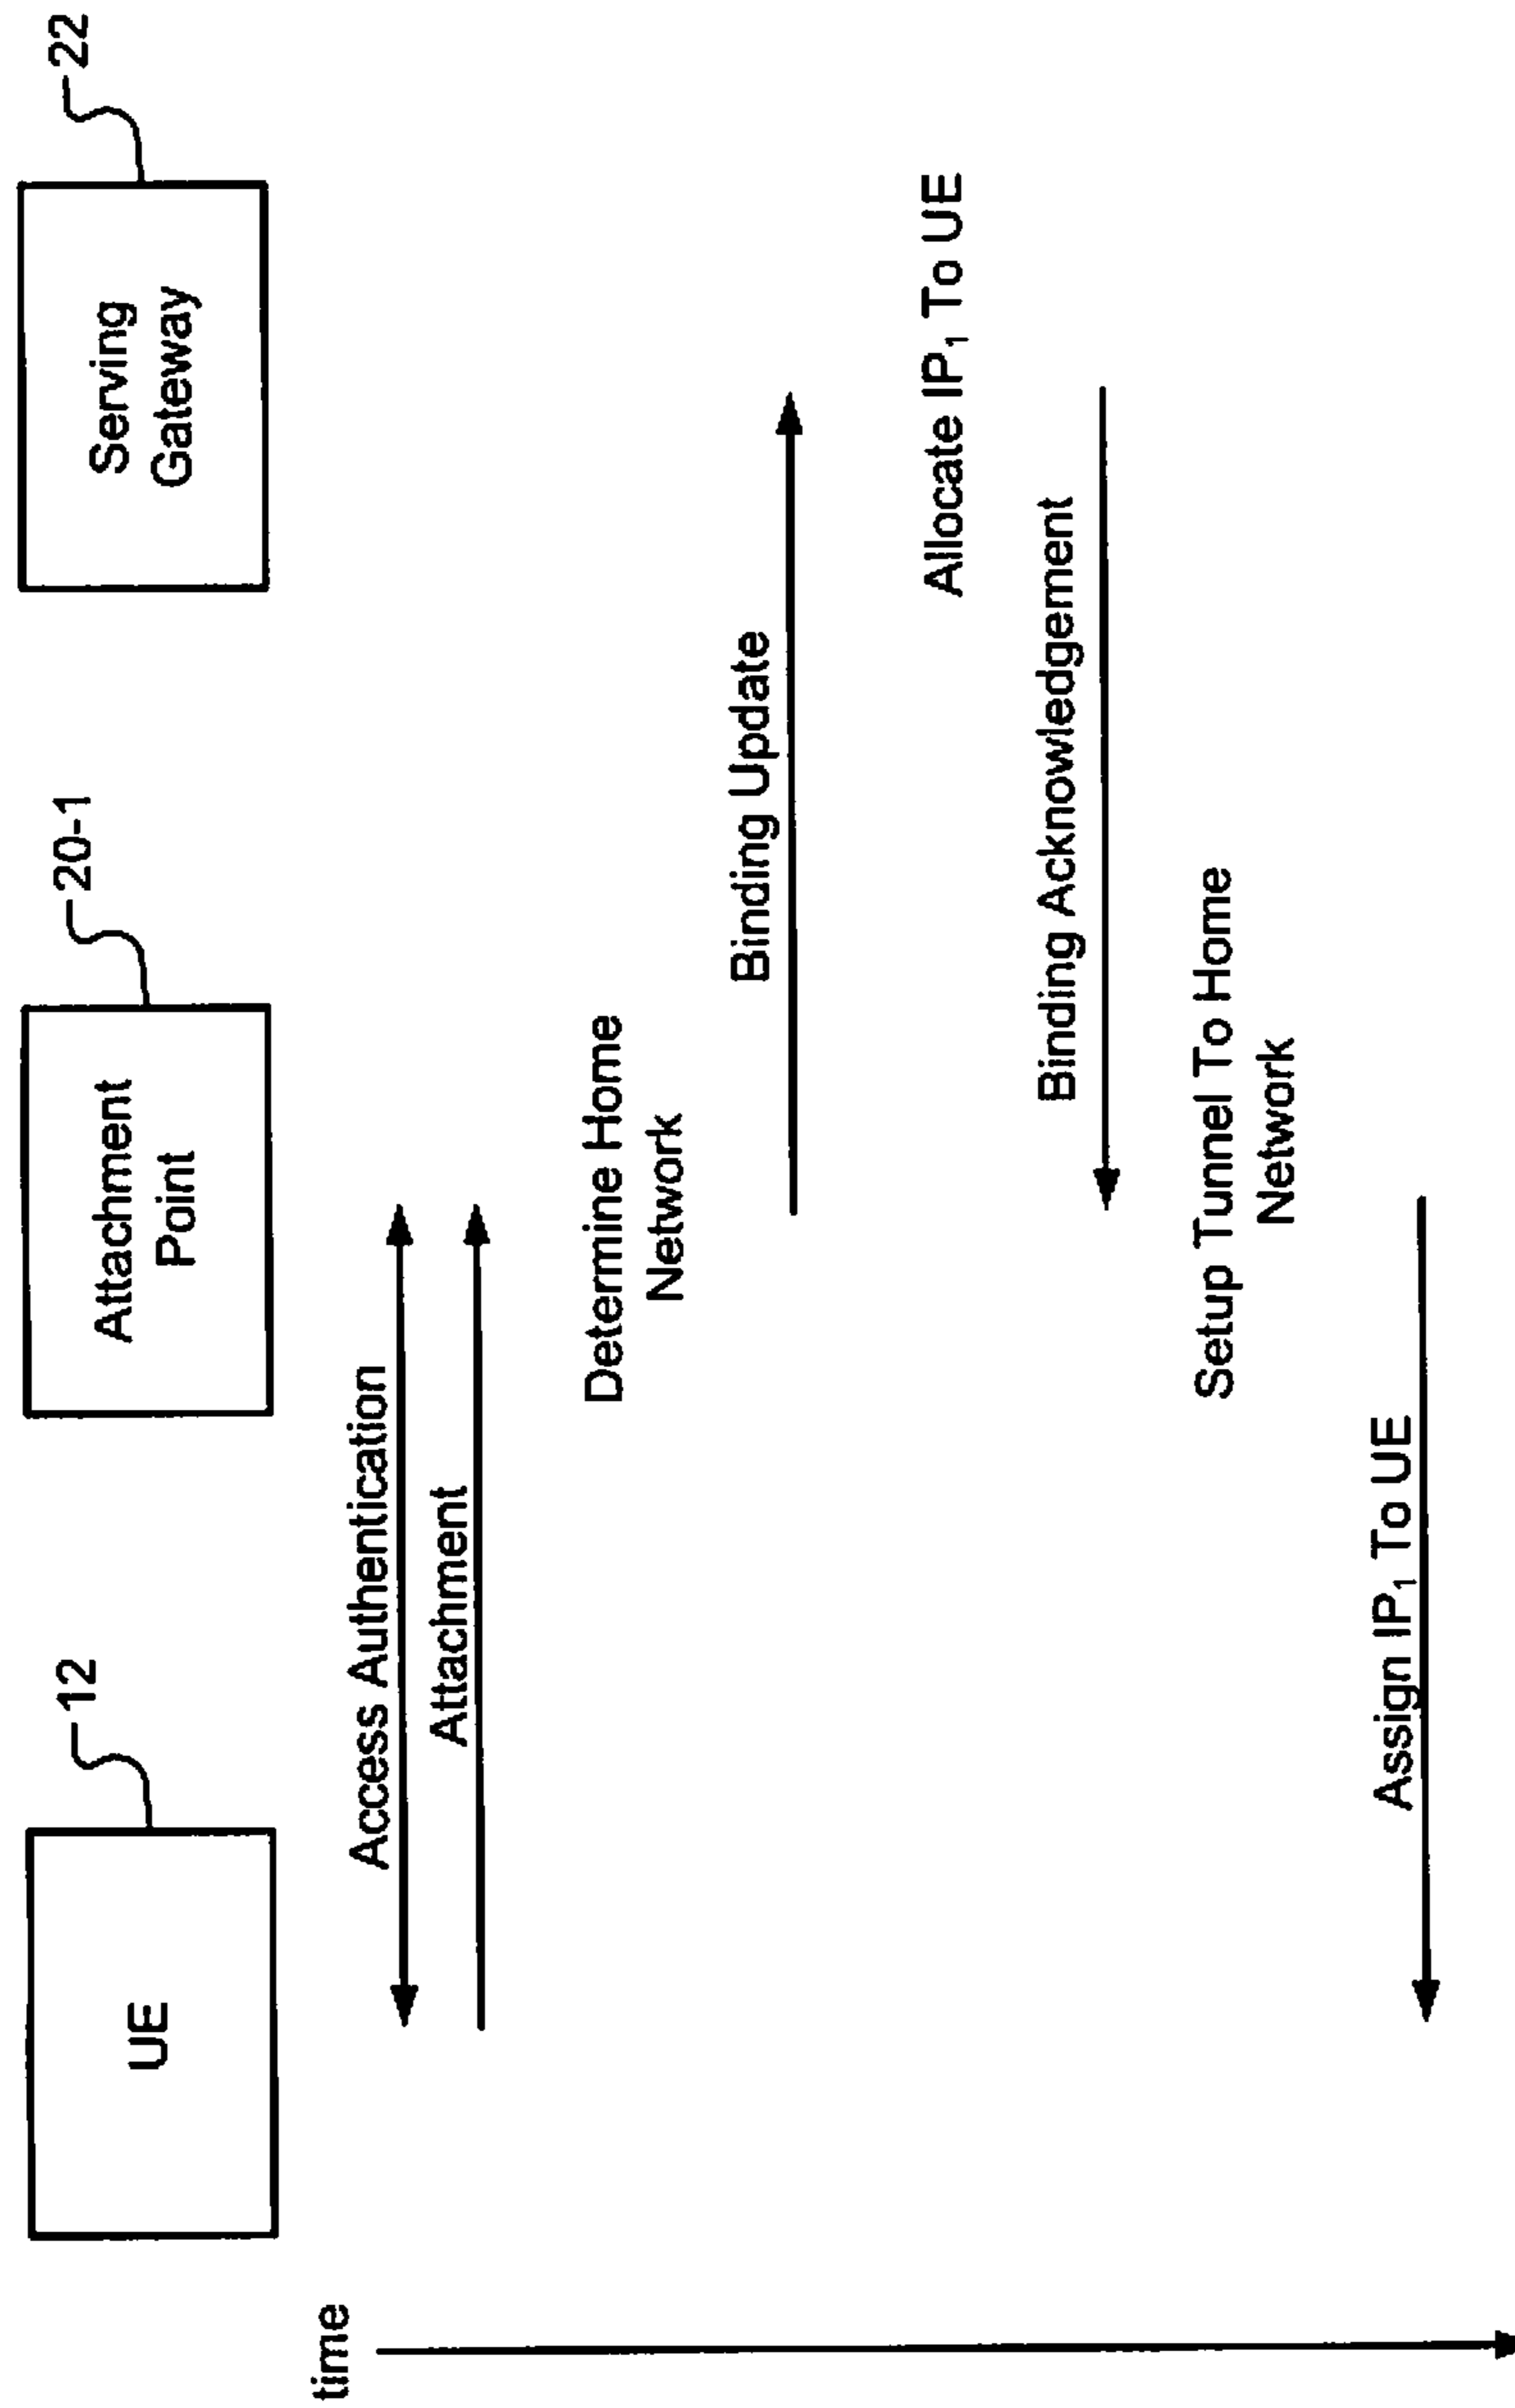 UE
12
Attachment
Point
20-1
Serving
Gateway
22
time
Access Authentication
Attachment
Determine Home
Network
Binding Update
Allocate IP₁ To UE
Binding Acknowledgement
Setup Tunnel To Home
Network
Assign IP₁ To UE